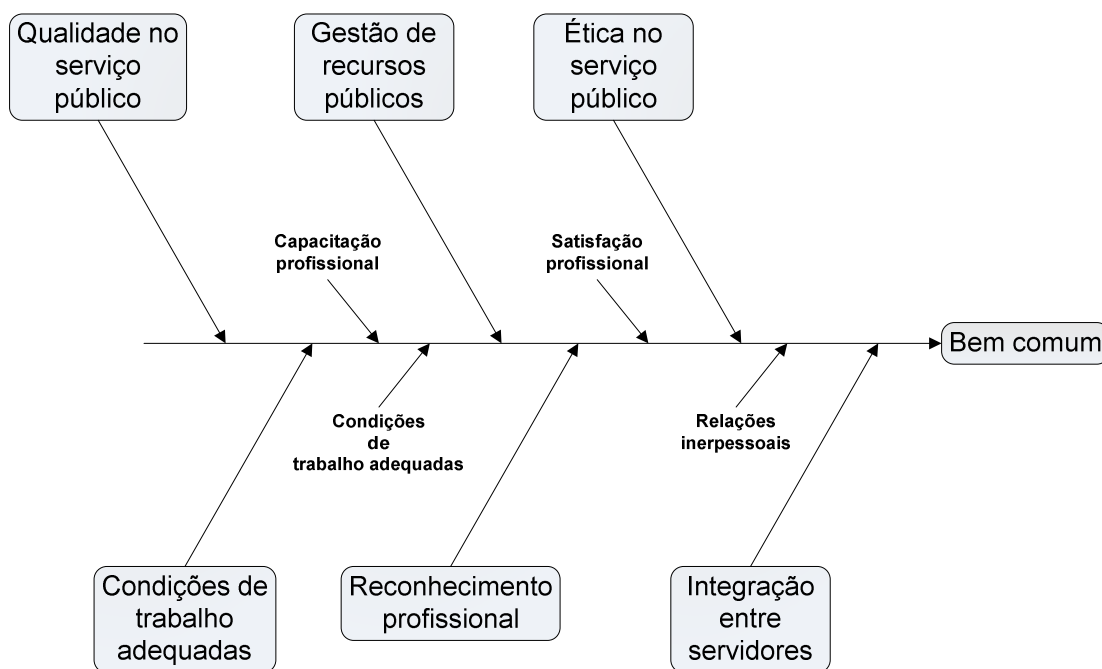 Qualidade no
serviço
público
Gestão de
recursos
públicos
Ética no
serviço
público
Capacitação
profissional
Satisfação
profissional
Bem comum
Condições
de
trabalho adequadas
Relações
inerpessoais
Condições de
trabalho
adequadas
Reconhecimento
profissional
Integração
entre
servidores